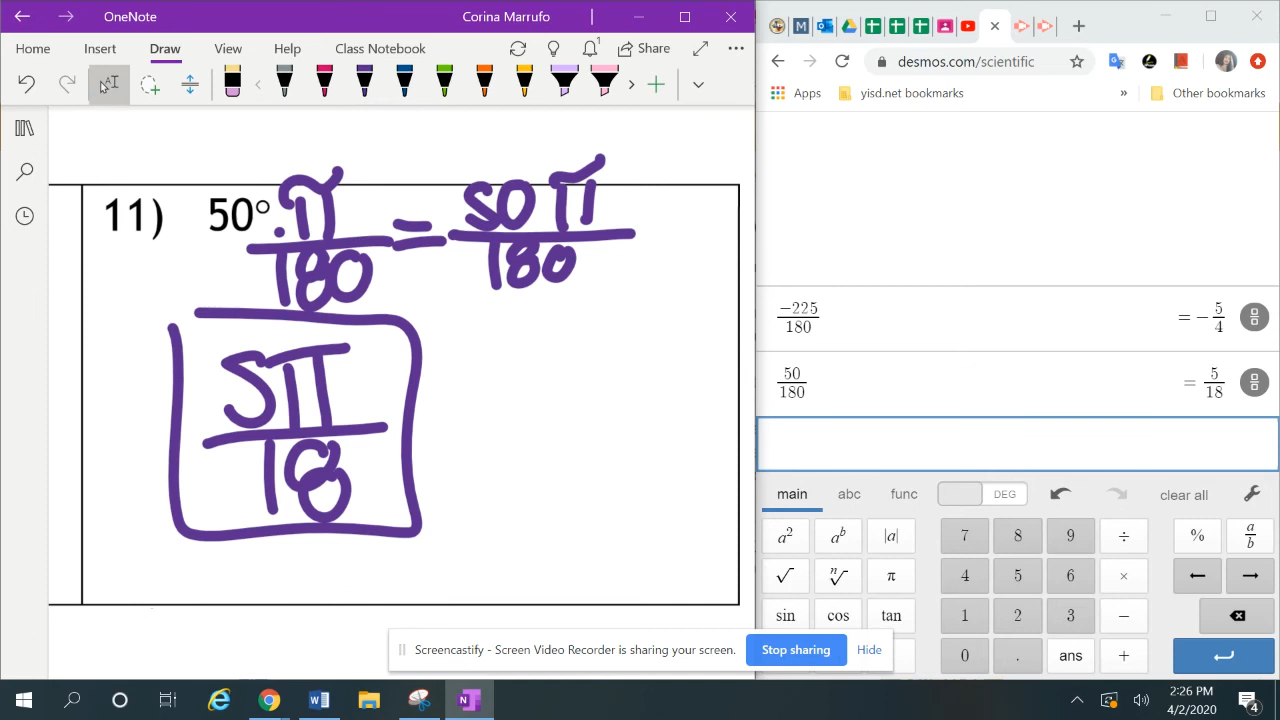 OneNote
Corina Marrufo
Home Insert Draw View Help Class Notebook Share
11) 50° · π/180 = 50π/180
5π/18
desmos.com/scientific
Apps yisd.net bookmarks » Other bookmarks
-225/180 = -5/4
50/180 = 5/18
main abc func DEG clear all
a² aᵇ |a| 7 8 9 ÷ % a/b
√ ⁿ√ π 4 5 6 × ← →
sin cos tan 1 2 3 −
0 . ans +
Screencastify - Screen Video Recorder is sharing your screen. Stop sharing Hide
2:26 PM
4/2/2020
4